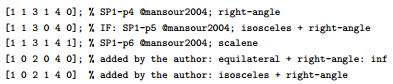 [1 1 3 1 4 0]; % SP1-p4 @mansour2004; right-angle
[1 1 3 0 4 0]; % IF: SP1-p5 @mansour2004; isosceles + right-angle
[1 1 3 1 4 1]; % SP1-p6 @mansour2004; scalene
[1 0 2 0 4 0]; % added by the author: equilateral + right-angle: inf
[1 0 2 1 4 0]; % added by the author: isosceles + right-angle